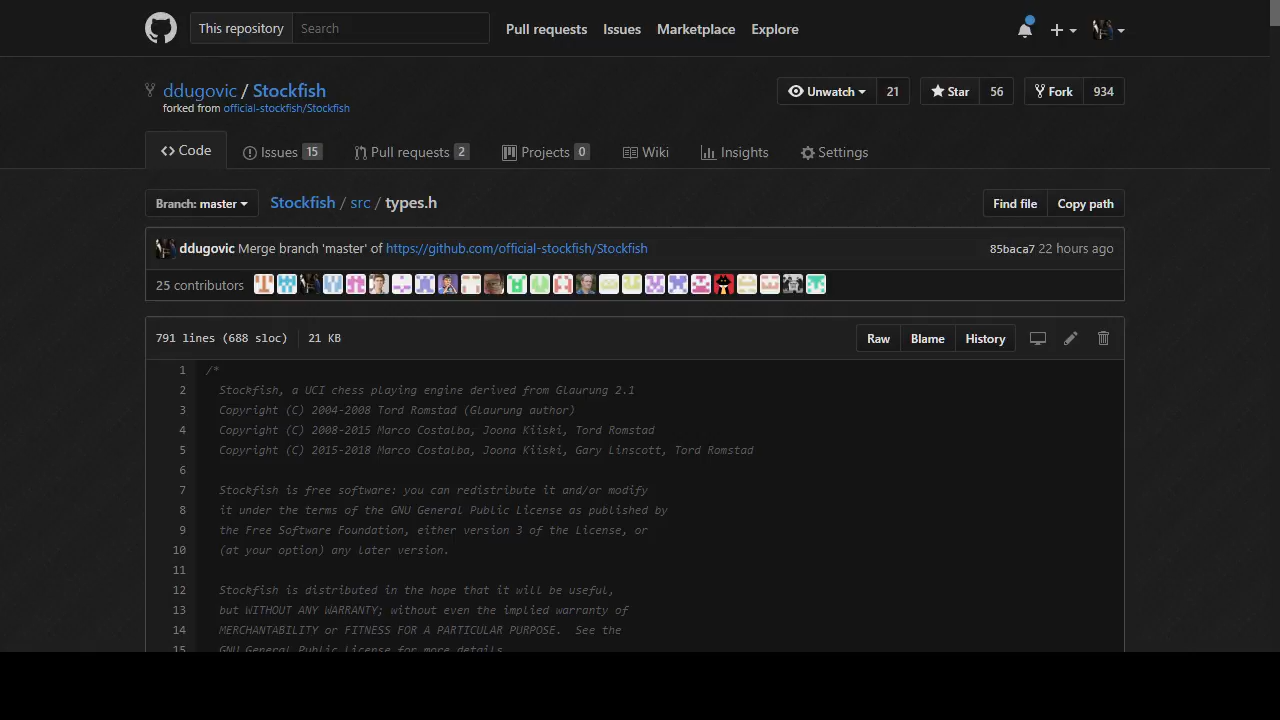 This repository Search Pull requests Issues Marketplace Explore
ddugovic / Stockfish Unwatch 21 Star 56 Fork 934
forked from official-stockfish/Stockfish
Code Issues 15 Pull requests 2 Projects 0 Wiki Insights Settings
Branch: master Stockfish / src / types.h Find file Copy path
ddugovic Merge branch 'master' of https://github.com/official-stockfish/Stockfish 85baca7 22 hours ago
25 contributors
791 lines (688 sloc) 21 KB Raw Blame History
1 /*
2 Stockfish, a UCI chess playing engine derived from Glaurung 2.1
3 Copyright (C) 2004-2008 Tord Romstad (Glaurung author)
4 Copyright (C) 2008-2015 Marco Costalba, Joona Kiiski, Tord Romstad
5 Copyright (C) 2015-2018 Marco Costalba, Joona Kiiski, Gary Linscott, Tord Romstad
6
7 Stockfish is free software: you can redistribute it and/or modify
8 it under the terms of the GNU General Public License as published by
9 the Free Software Foundation, either version 3 of the License, or
10 (at your option) any later version.
11
12 Stockfish is distributed in the hope that it will be useful,
13 but WITHOUT ANY WARRANTY; without even the implied warranty of
14 MERCHANTABILITY or FITNESS FOR A PARTICULAR PURPOSE. See the
15 GNU General Public License for more details